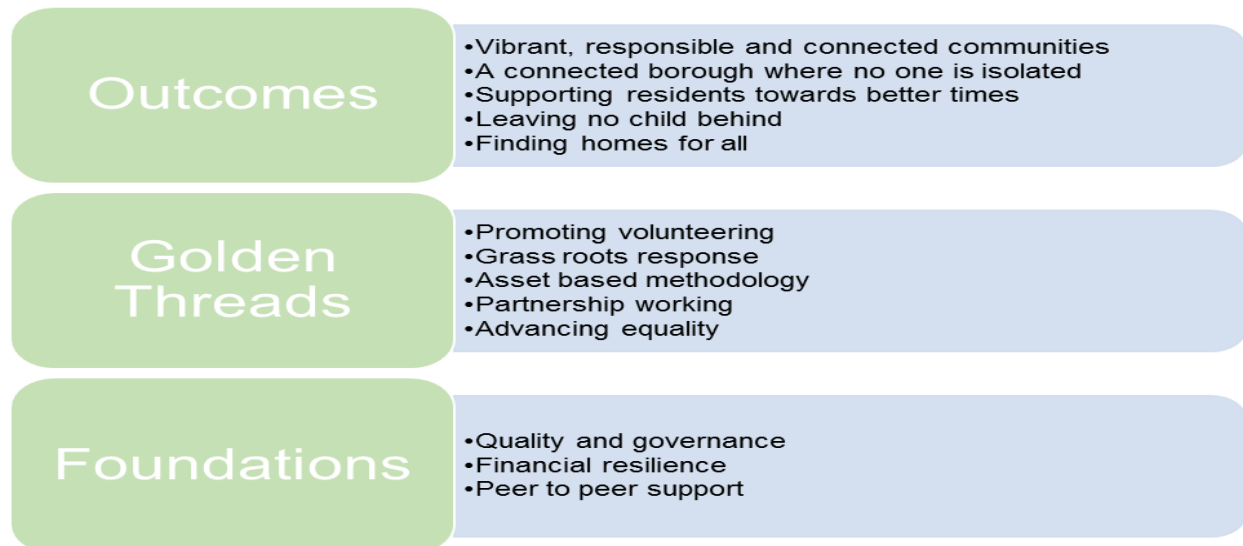 Outcomes
•Vibrant, responsible and connected communities
•A connected borough where no one is isolated
•Supporting residents towards better times
•Leaving no child behind
•Finding homes for all
Golden
Threads
•Promoting volunteering
•Grass roots response
•Asset based methodology
•Partnership working
•Advancing equality
Foundations
•Quality and governance
•Financial resilience
•Peer to peer support